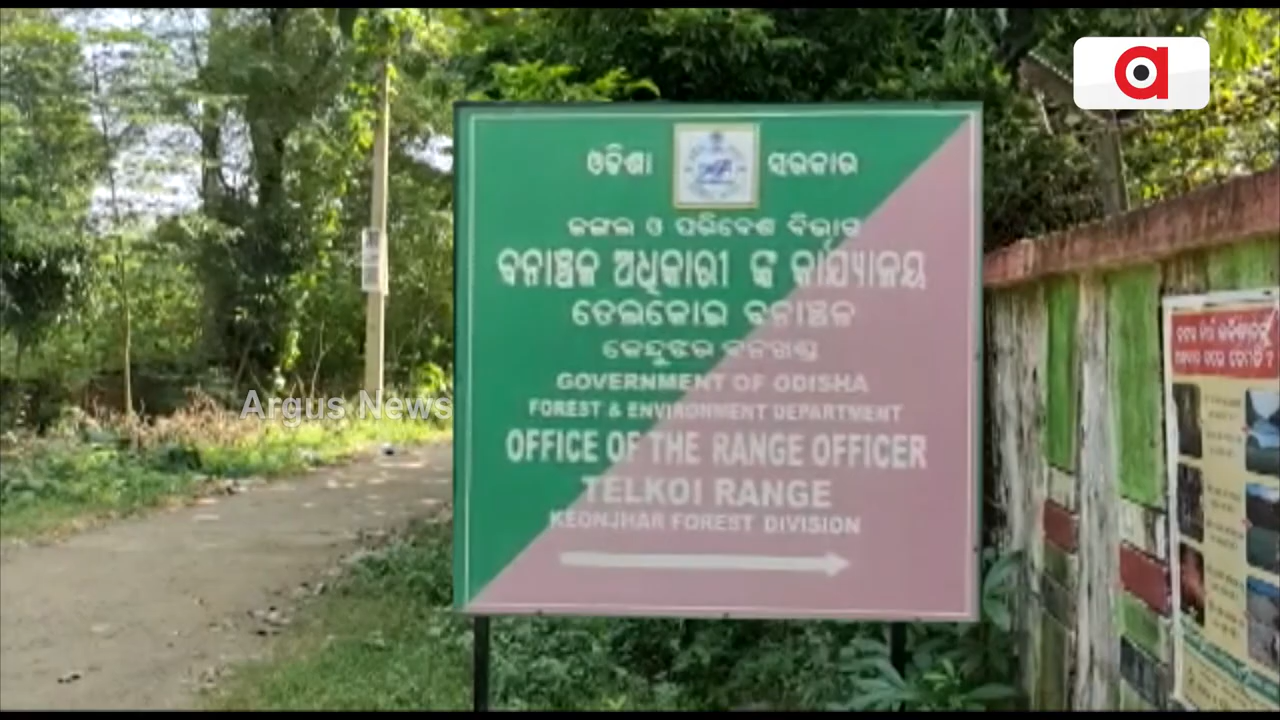 ଓଡିଶା ସରକାର
ଜଙ୍ଗଲ ଓ ପରିବେଶ ବିଭାଗ
ବନାଞ୍ଚଳ ଅଧିକାରୀ ଙ୍କ କାର୍ଯ୍ୟାଳୟ
ତେଲକୋଇ ବନାଞ୍ଚଳ
କେନ୍ଦୁଝର ବନଖଣ୍ଡ
GOVERNMENT OF ODISHA
FOREST & ENVIRONMENT DEPARTMENT
OFFICE OF THE RANGE OFFICER
TELKOI RANGE
KEONJHAR FOREST DIVISION
Argus News